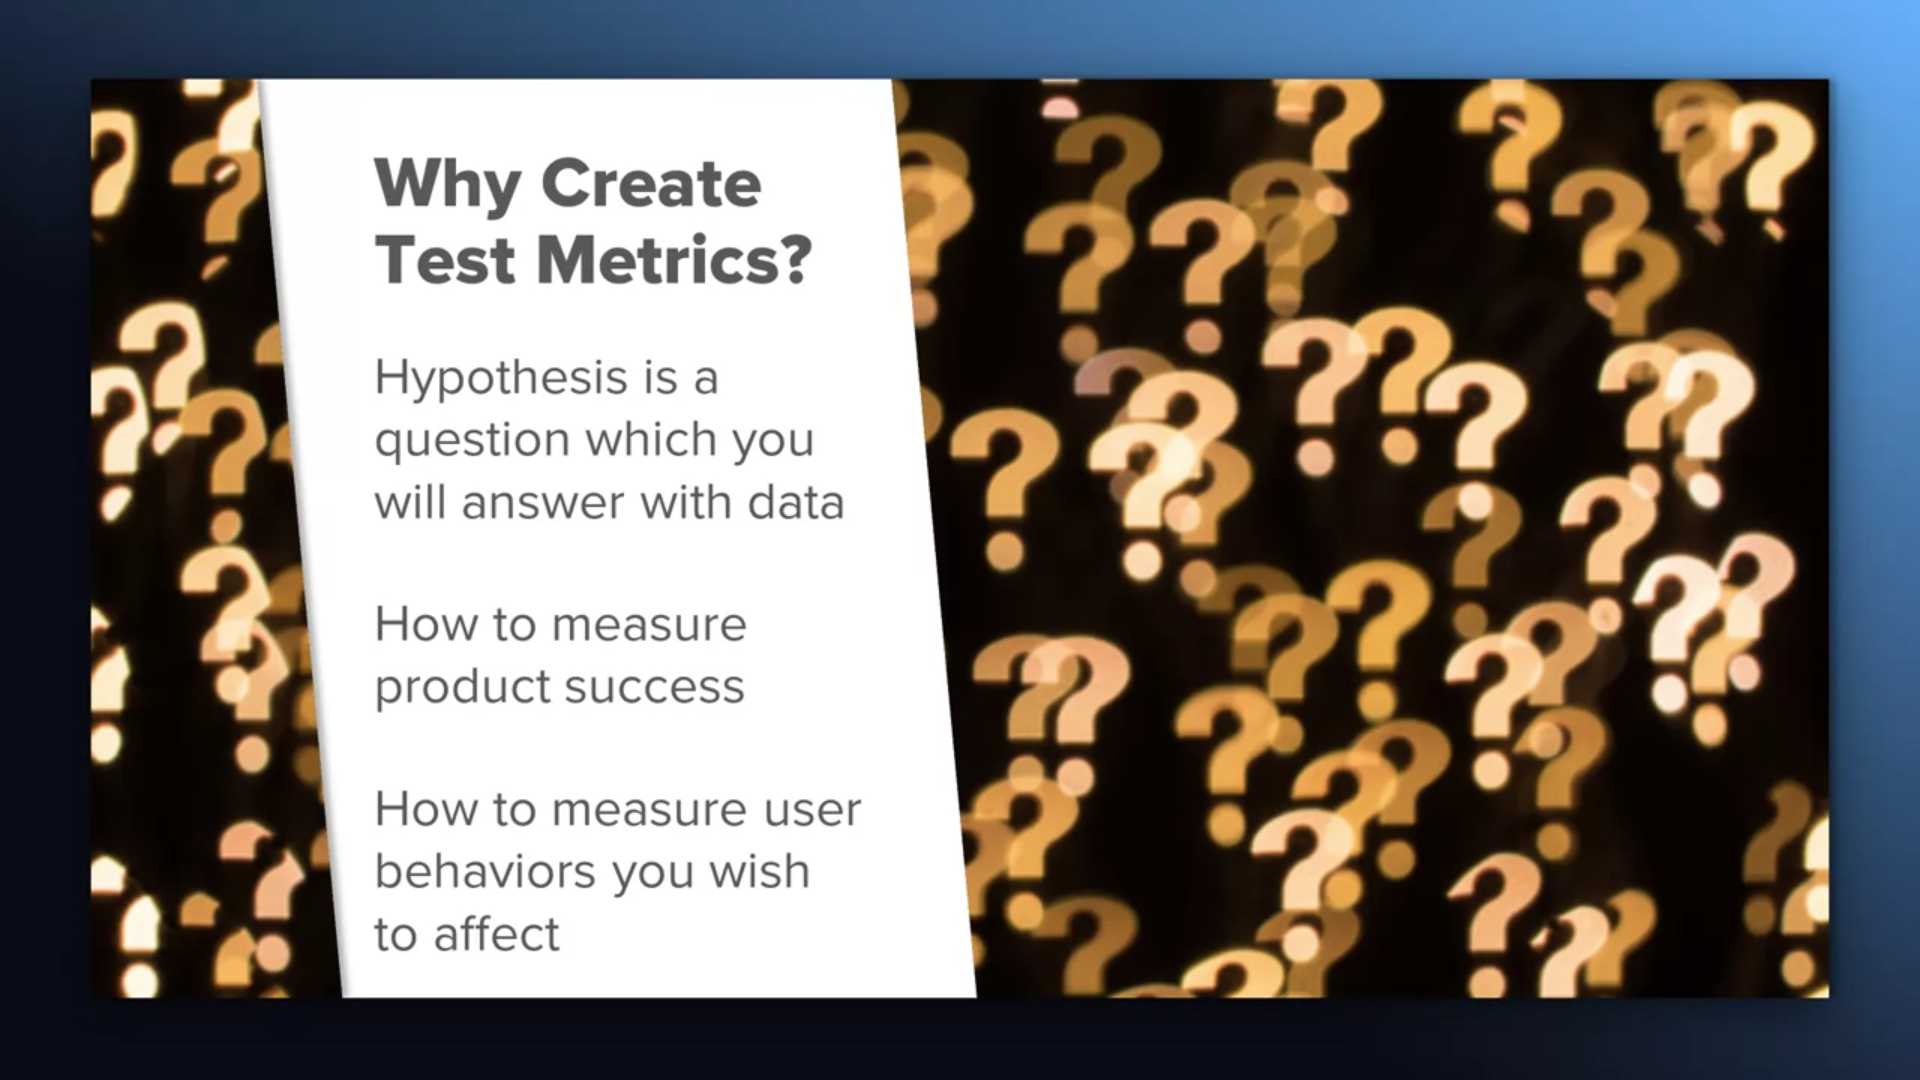 Why Create
Test Metrics?
Hypothesis is a
question which you
will answer with data
How to measure
product success
How to measure user
behaviors you wish
to affect